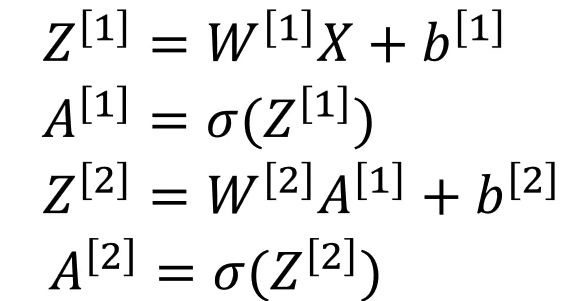 Z^[1] = W^[1]X + b^[1]
A^[1] = σ(Z^[1])
Z^[2] = W^[2]A^[1] + b^[2]
A^[2] = σ(Z^[2])